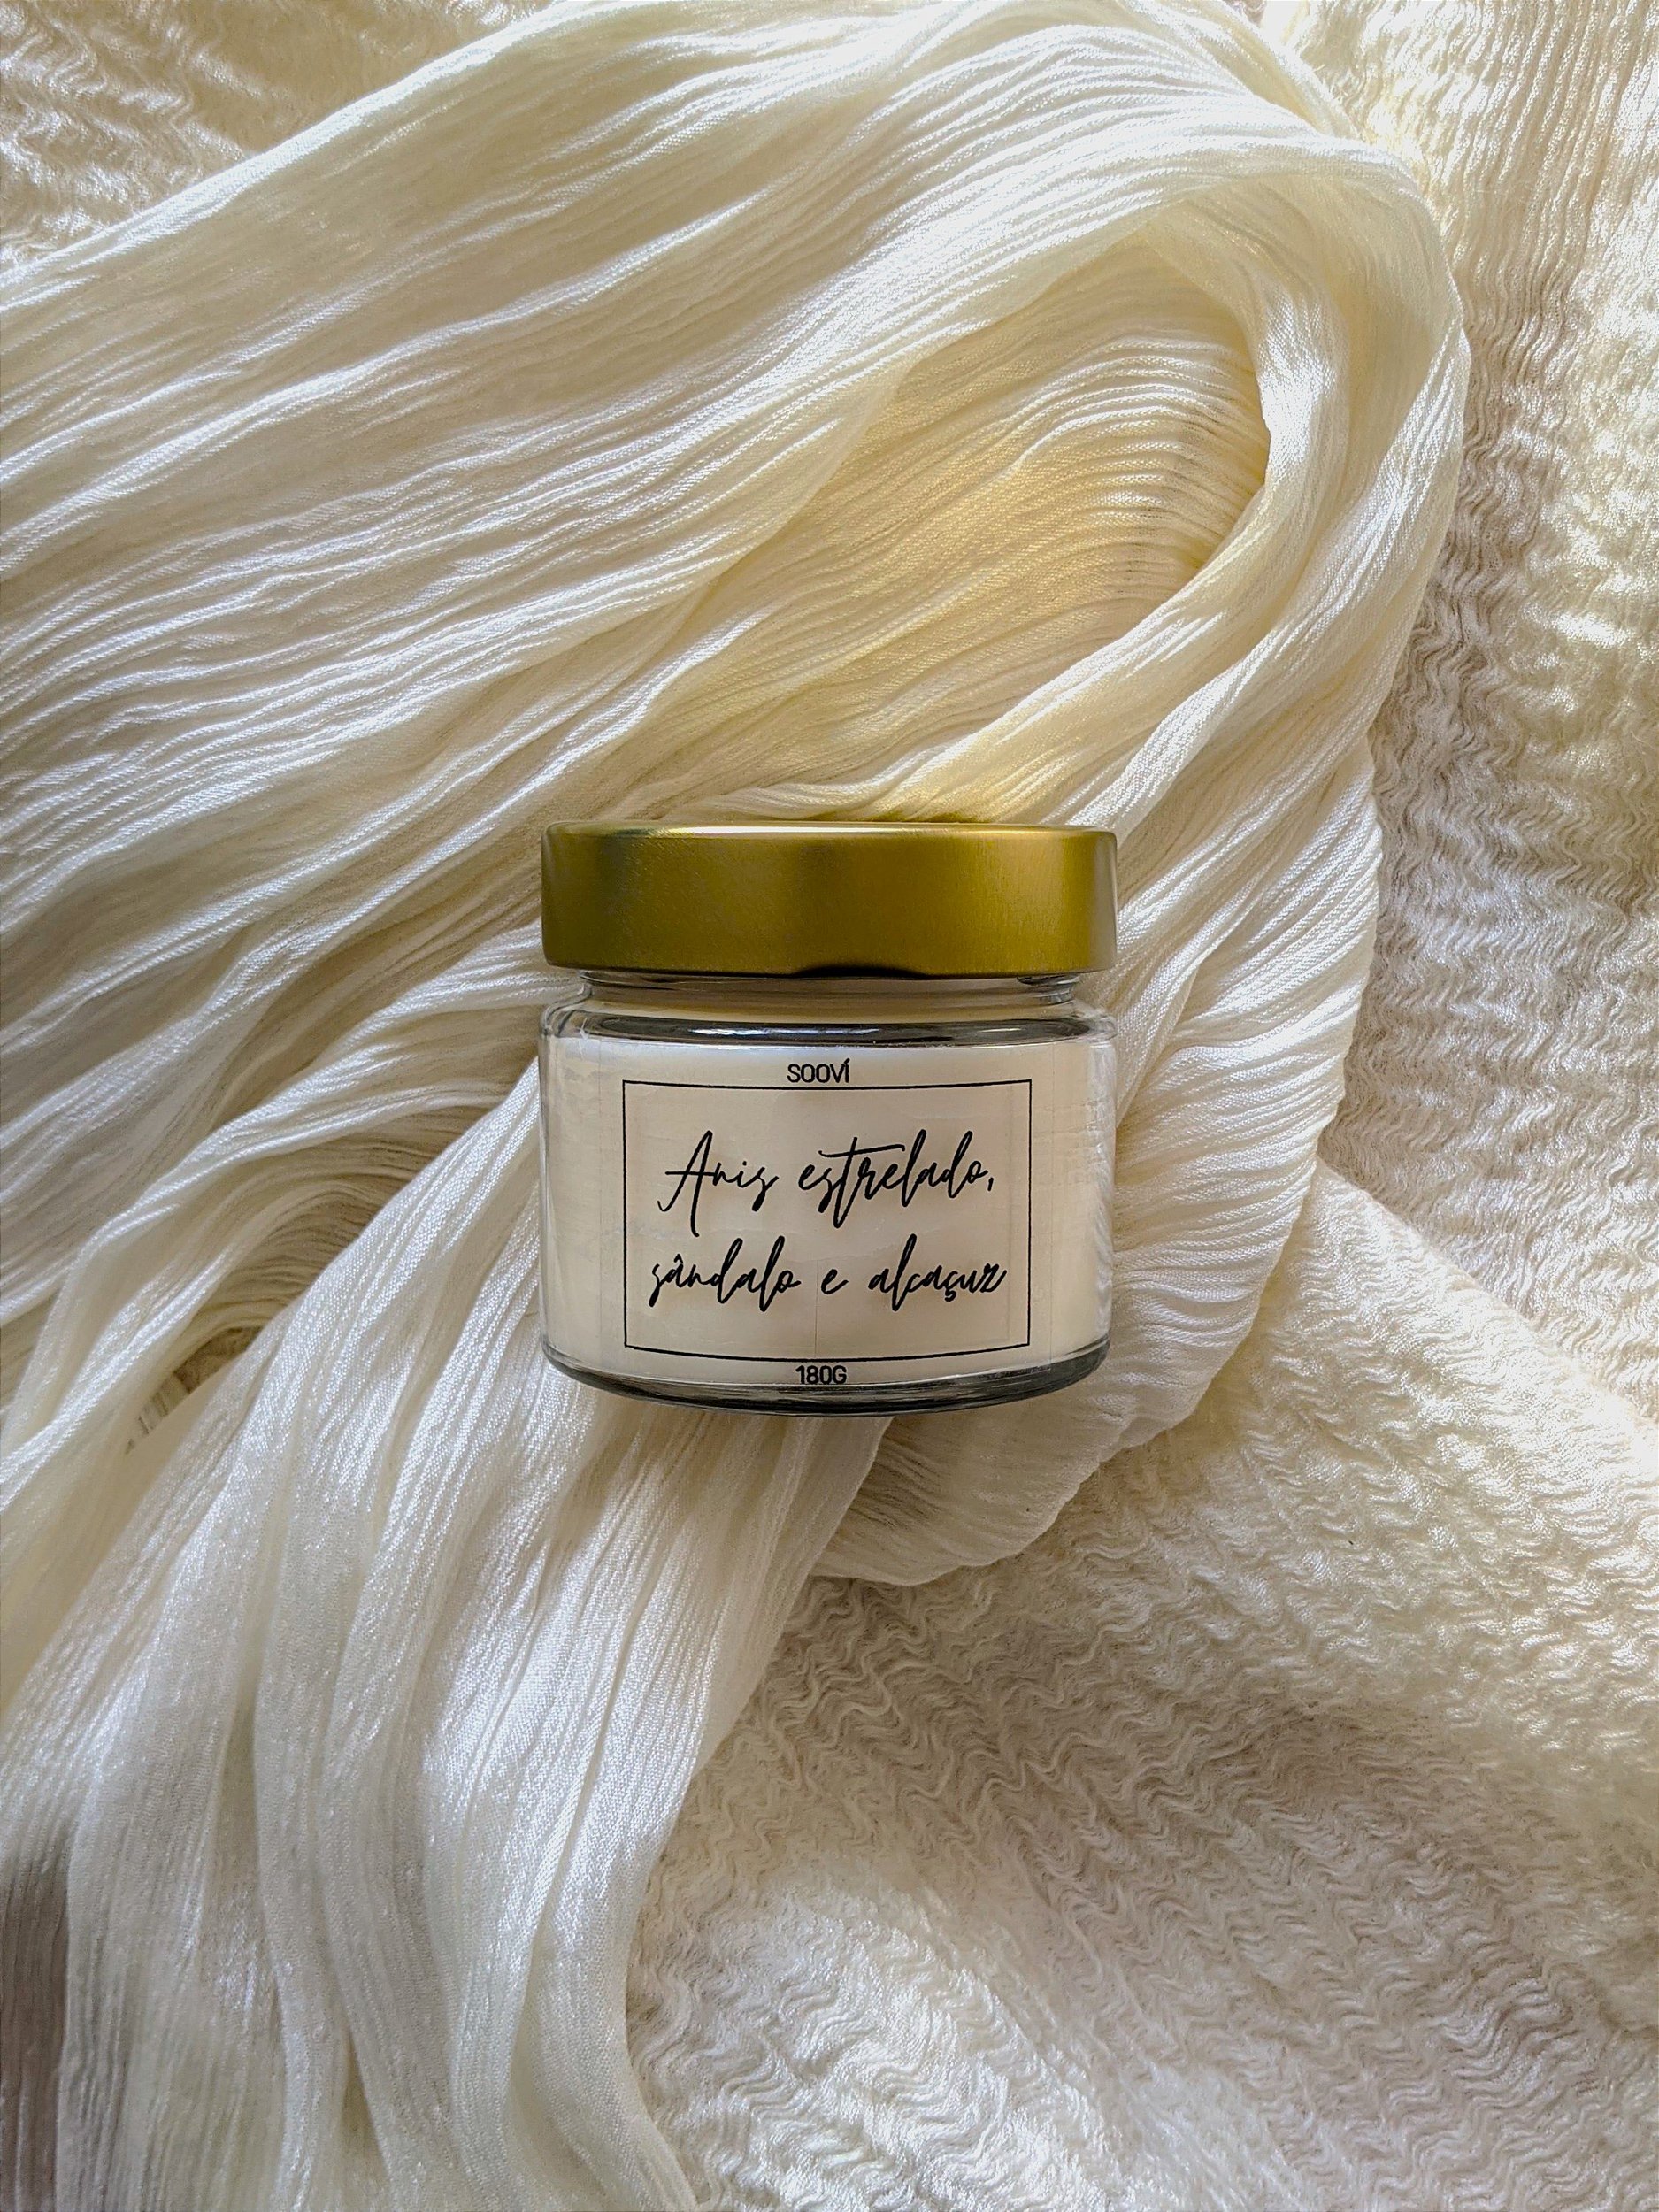 SOOVÍ
Anis estrelado,
sândalo e alcaçuz
180G